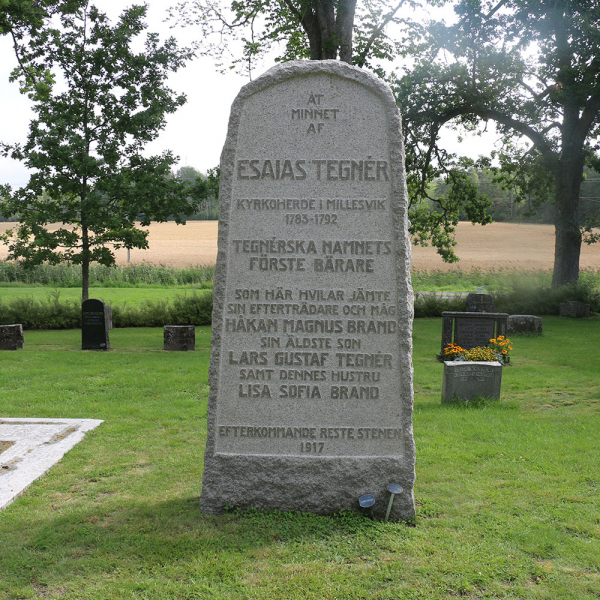 ÅT
MINNET
AF
ESAIAS TEGNÉR
KYRKOHERDE I MILLESVIK
1783-1792
TEGNÉRSKA NAMNETS
FÖRSTE BÄRARE
SOM HÄR HVILAR JÄMTE
SIN EFTERTRÄDARE OCH MÅG
HÅKAN MAGNUS BRAND
SIN ÄLDSTE SON
LARS GUSTAF TEGNÉR
SAMT DENNES HUSTRU
LISA SOFIA BRAND
EFTERKOMMANDE RESTE STENEN
1917